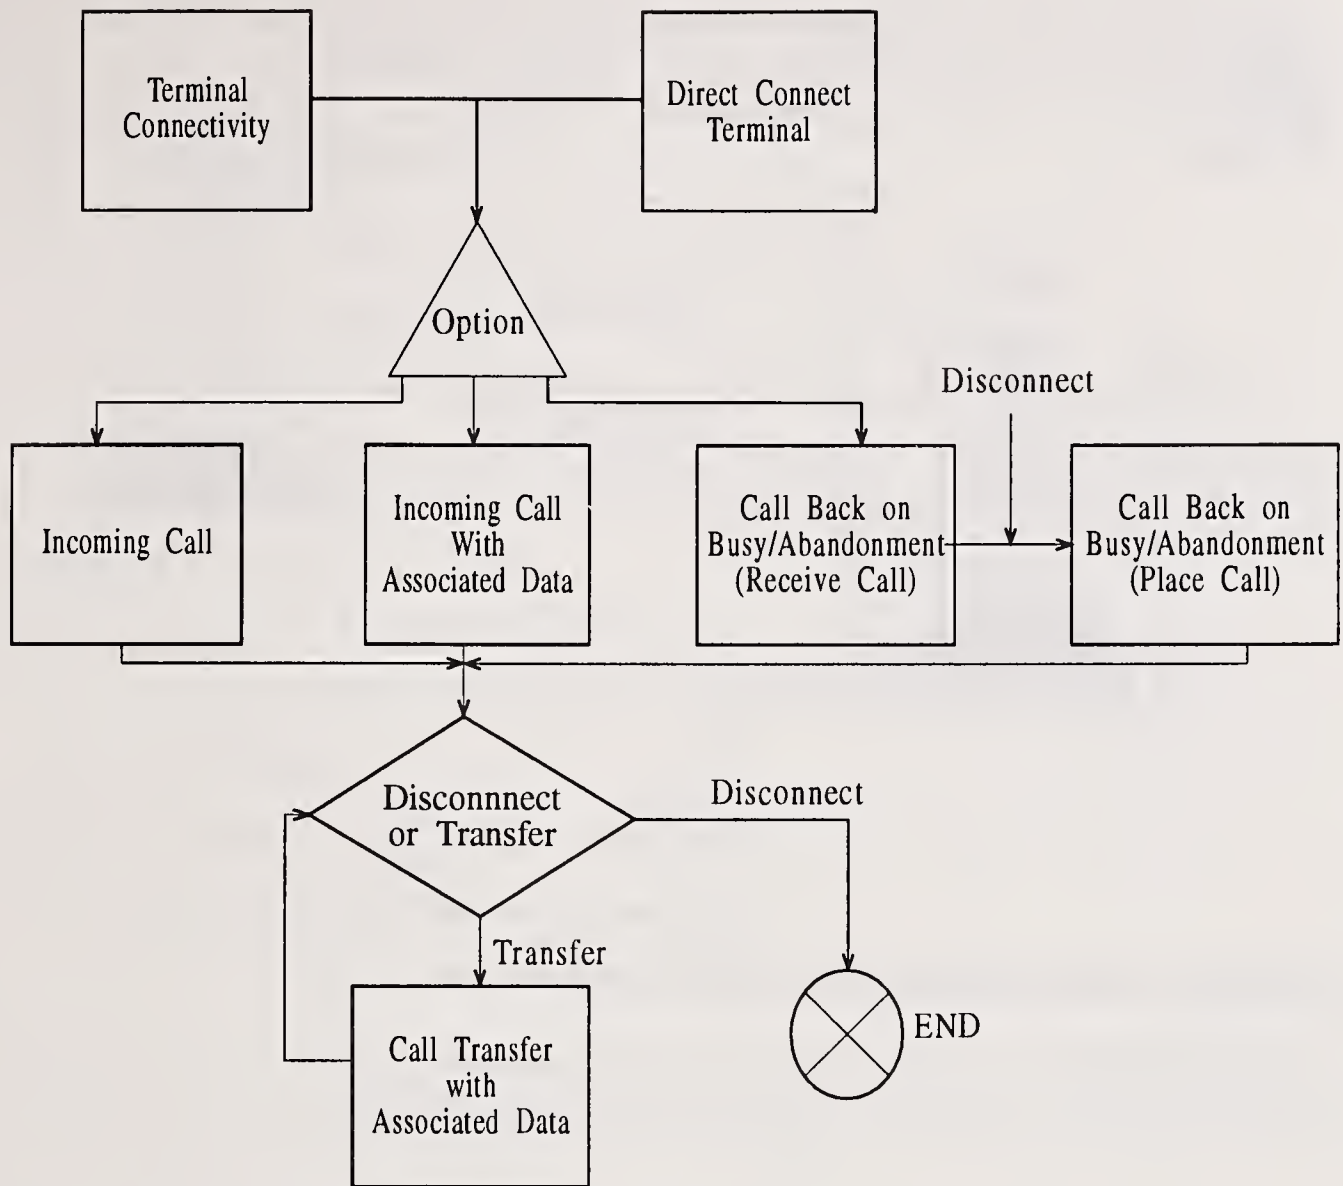 Terminal
Connectivity
Direct Connect
Terminal
Option
Disconnect
Incoming Call
Incoming Call
With
Associated Data
Call Back on
Busy/Abandonment
(Receive Call)
Call Back on
Busy/Abandonment
(Place Call)
Disconnnect
or Transfer
Disconnect
Transfer
Call Transfer
with
Associated Data
END